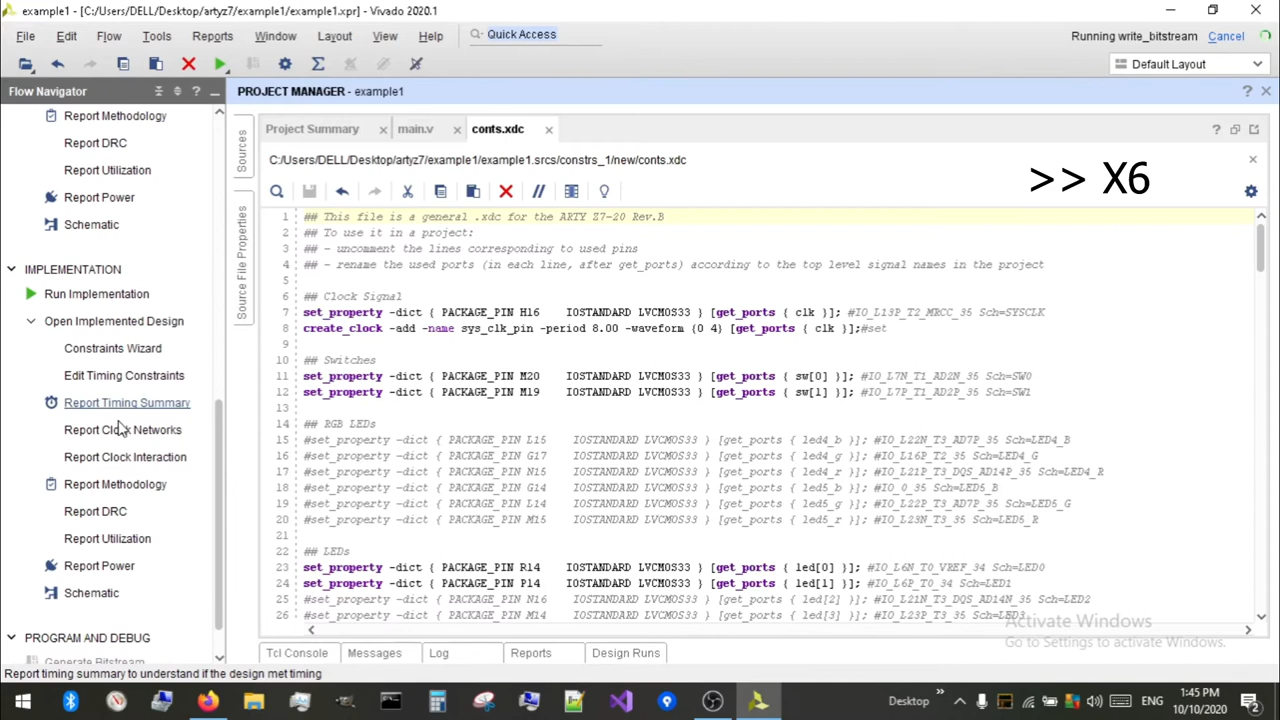 example1 - [C:/Users/DELL/Desktop/artyz7/example1/example1.xpr] - Vivado 2020.1
File Edit Flow Tools Reports Window Layout View Help Quick Access
Running write_bitstream Cancel
Default Layout
Flow Navigator
PROJECT MANAGER - example1
Report Methodology
Report DRC
Report Utilization
Report Power
Schematic
IMPLEMENTATION
Run Implementation
Open Implemented Design
Constraints Wizard
Edit Timing Constraints
Report Timing Summary
Report Clock Networks
Report Clock Interaction
Report Methodology
Report DRC
Report Utilization
Report Power
Schematic
PROGRAM AND DEBUG
Generate Bitstream
Sources
Source File Properties
Project Summary main.v conts.xdc
C:/Users/DELL/Desktop/artyz7/example1/example1.srcs/constrs_1/new/conts.xdc
>> X6
1 ## This file is a general .xdc for the ARTY Z7-20 Rev.B
2 ## To use it in a project:
3 ## - uncomment the lines corresponding to used pins
4 ## - rename the used ports (in each line, after get_ports) according to the top level signal names in the project
5
6 ## Clock Signal
7 set_property -dict { PACKAGE_PIN H16 IOSTANDARD LVCMOS33 } [get_ports { clk }]; #IO_L13P_T2_MRCC_35 Sch=SYSCLK
8 create_clock -add -name sys_clk_pin -period 8.00 -waveform {0 4} [get_ports { clk }];#set
9
10 ## Switches
11 set_property -dict { PACKAGE_PIN M20 IOSTANDARD LVCMOS33 } [get_ports { sw[0] }]; #IO_L7N_T1_AD2N_35 Sch=SW0
12 set_property -dict { PACKAGE_PIN M19 IOSTANDARD LVCMOS33 } [get_ports { sw[1] }]; #IO_L7P_T1_AD2P_35 Sch=SW1
13
14 ## RGB LEDs
15 #set_property -dict { PACKAGE_PIN L15 IOSTANDARD LVCMOS33 } [get_ports { led4_b }]; #IO_L22N_T3_AD7P_35 Sch=LED4_B
16 #set_property -dict { PACKAGE_PIN G17 IOSTANDARD LVCMOS33 } [get_ports { led4_g }]; #IO_L16P_T2_35 Sch=LED4_G
17 #set_property -dict { PACKAGE_PIN N15 IOSTANDARD LVCMOS33 } [get_ports { led4_r }]; #IO_L21P_T3_DQS_AD14P_35 Sch=LED4_R
18 #set_property -dict { PACKAGE_PIN G14 IOSTANDARD LVCMOS33 } [get_ports { led5_b }]; #IO_0_35 Sch=LED5_B
19 #set_property -dict { PACKAGE_PIN L14 IOSTANDARD LVCMOS33 } [get_ports { led5_g }]; #IO_L22P_T3_AD7P_35 Sch=LED5_G
20 #set_property -dict { PACKAGE_PIN M15 IOSTANDARD LVCMOS33 } [get_ports { led5_r }]; #IO_L23N_T3_35 Sch=LED5_R
21
22 ## LEDs
23 set_property -dict { PACKAGE_PIN R14 IOSTANDARD LVCMOS33 } [get_ports { led[0] }]; #IO_L6N_T0_VREF_34 Sch=LED0
24 set_property -dict { PACKAGE_PIN P14 IOSTANDARD LVCMOS33 } [get_ports { led[1] }]; #IO_L6P_T0_34 Sch=LED1
25 #set_property -dict { PACKAGE_PIN N16 IOSTANDARD LVCMOS33 } [get_ports { led[2] }]; #IO_L21N_T3_DQS_AD14N_35 Sch=LED2
26 #set_property -dict { PACKAGE_PIN M14 IOSTANDARD LVCMOS33 } [get_ports { led[3] }]; #IO_L23P_T3_35 Sch=LED3
Activate Windows
Go to Settings to activate Windows.
Tcl Console Messages Log Reports Design Runs
Report timing summary to understand if the design met timing
Desktop ENG
1:45 PM
10/10/2020
2